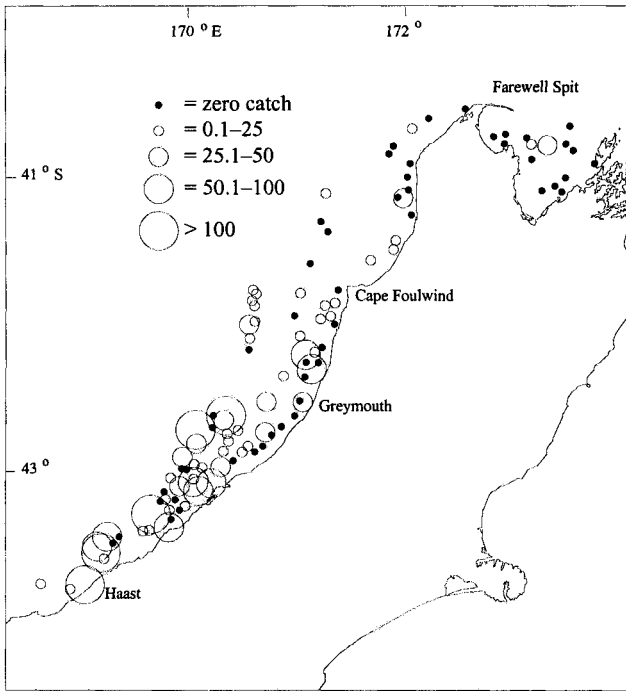 170 ° E
172 °
Farewell Spit
• = zero catch
○ = 0.1–25
○ = 25.1–50
○ = 50.1–100
○ > 100
41 ° S
Cape Foulwind
Greymouth
43 °
Haast